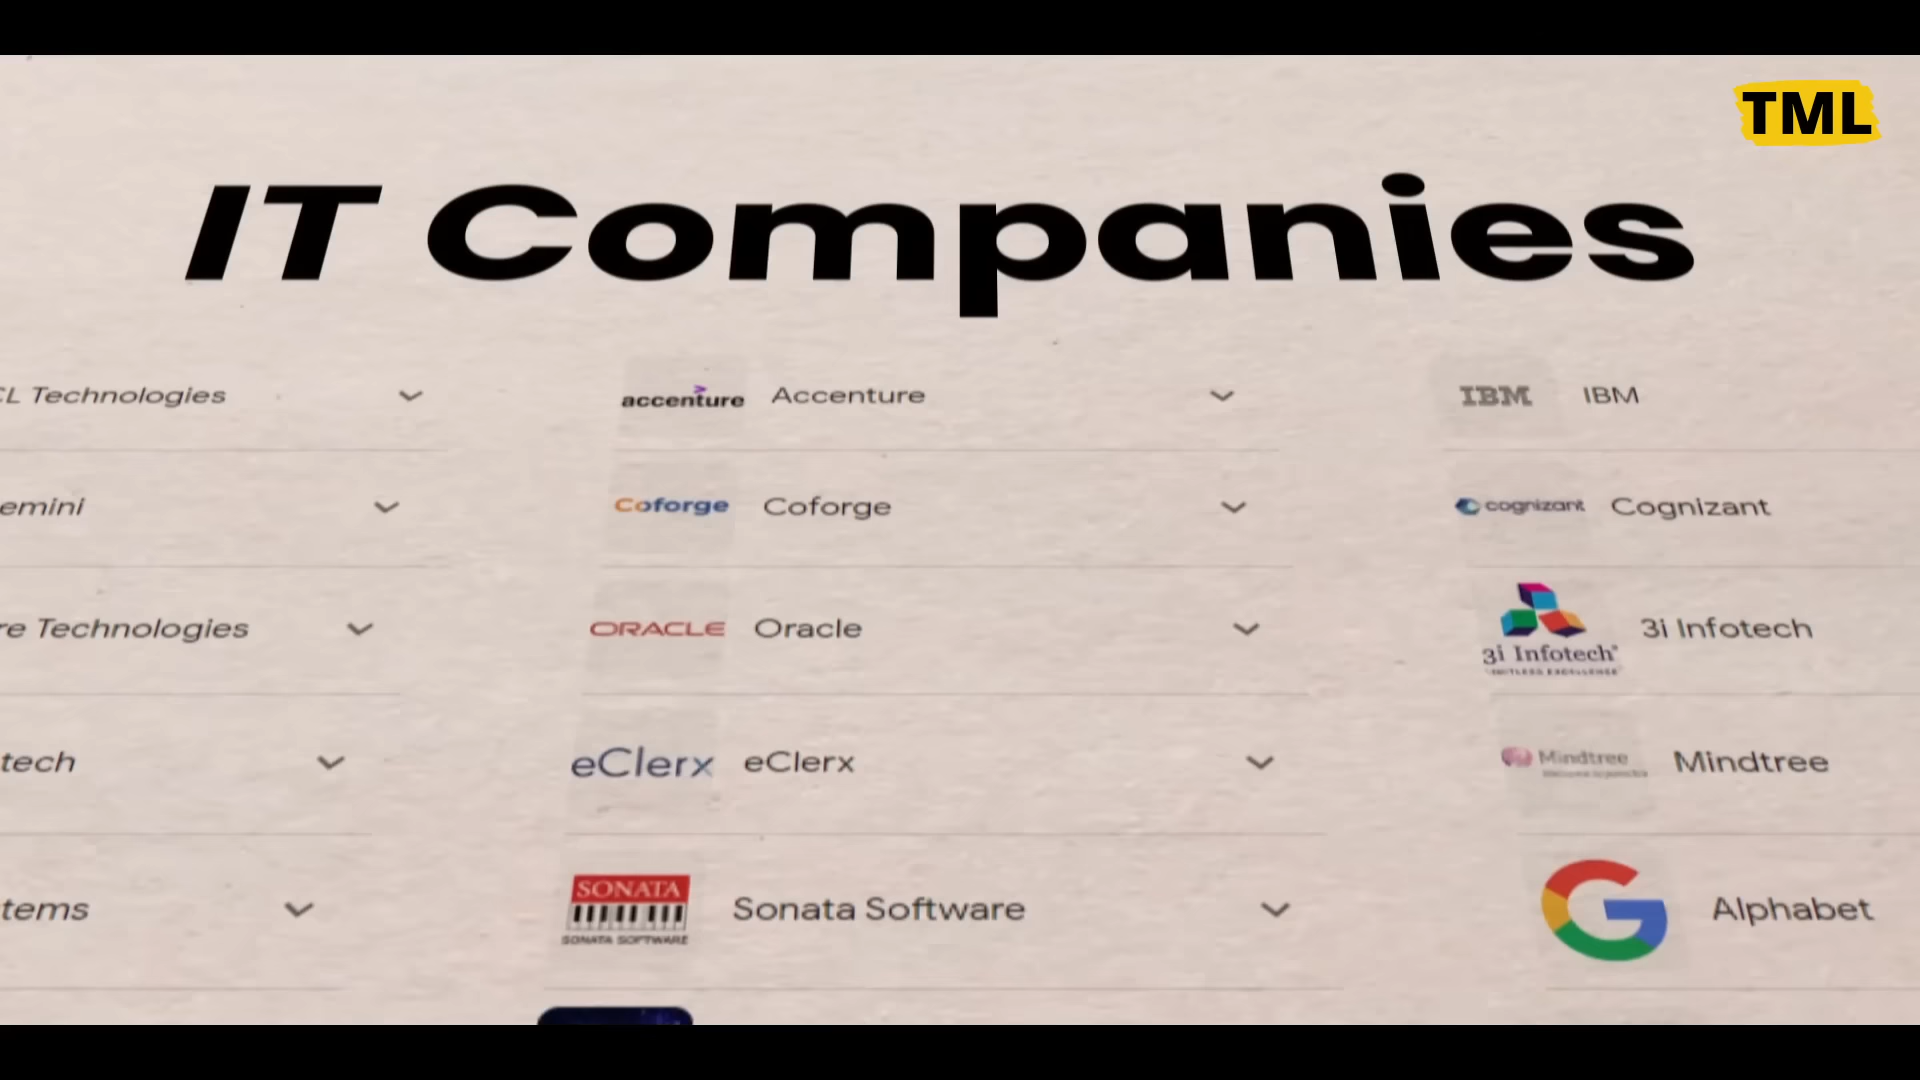 TML
IT Companies
CL Technologies
accenture Accenture
IBM IBM
emini
Coforge Coforge
cognizant Cognizant
re Technologies
ORACLE Oracle
3i Infotech
3i Infotech
tech
eClerx eClerx
Mindtree Mindtree
tems
SONATA
SONATA SOFTWARE
Sonata Software
Alphabet